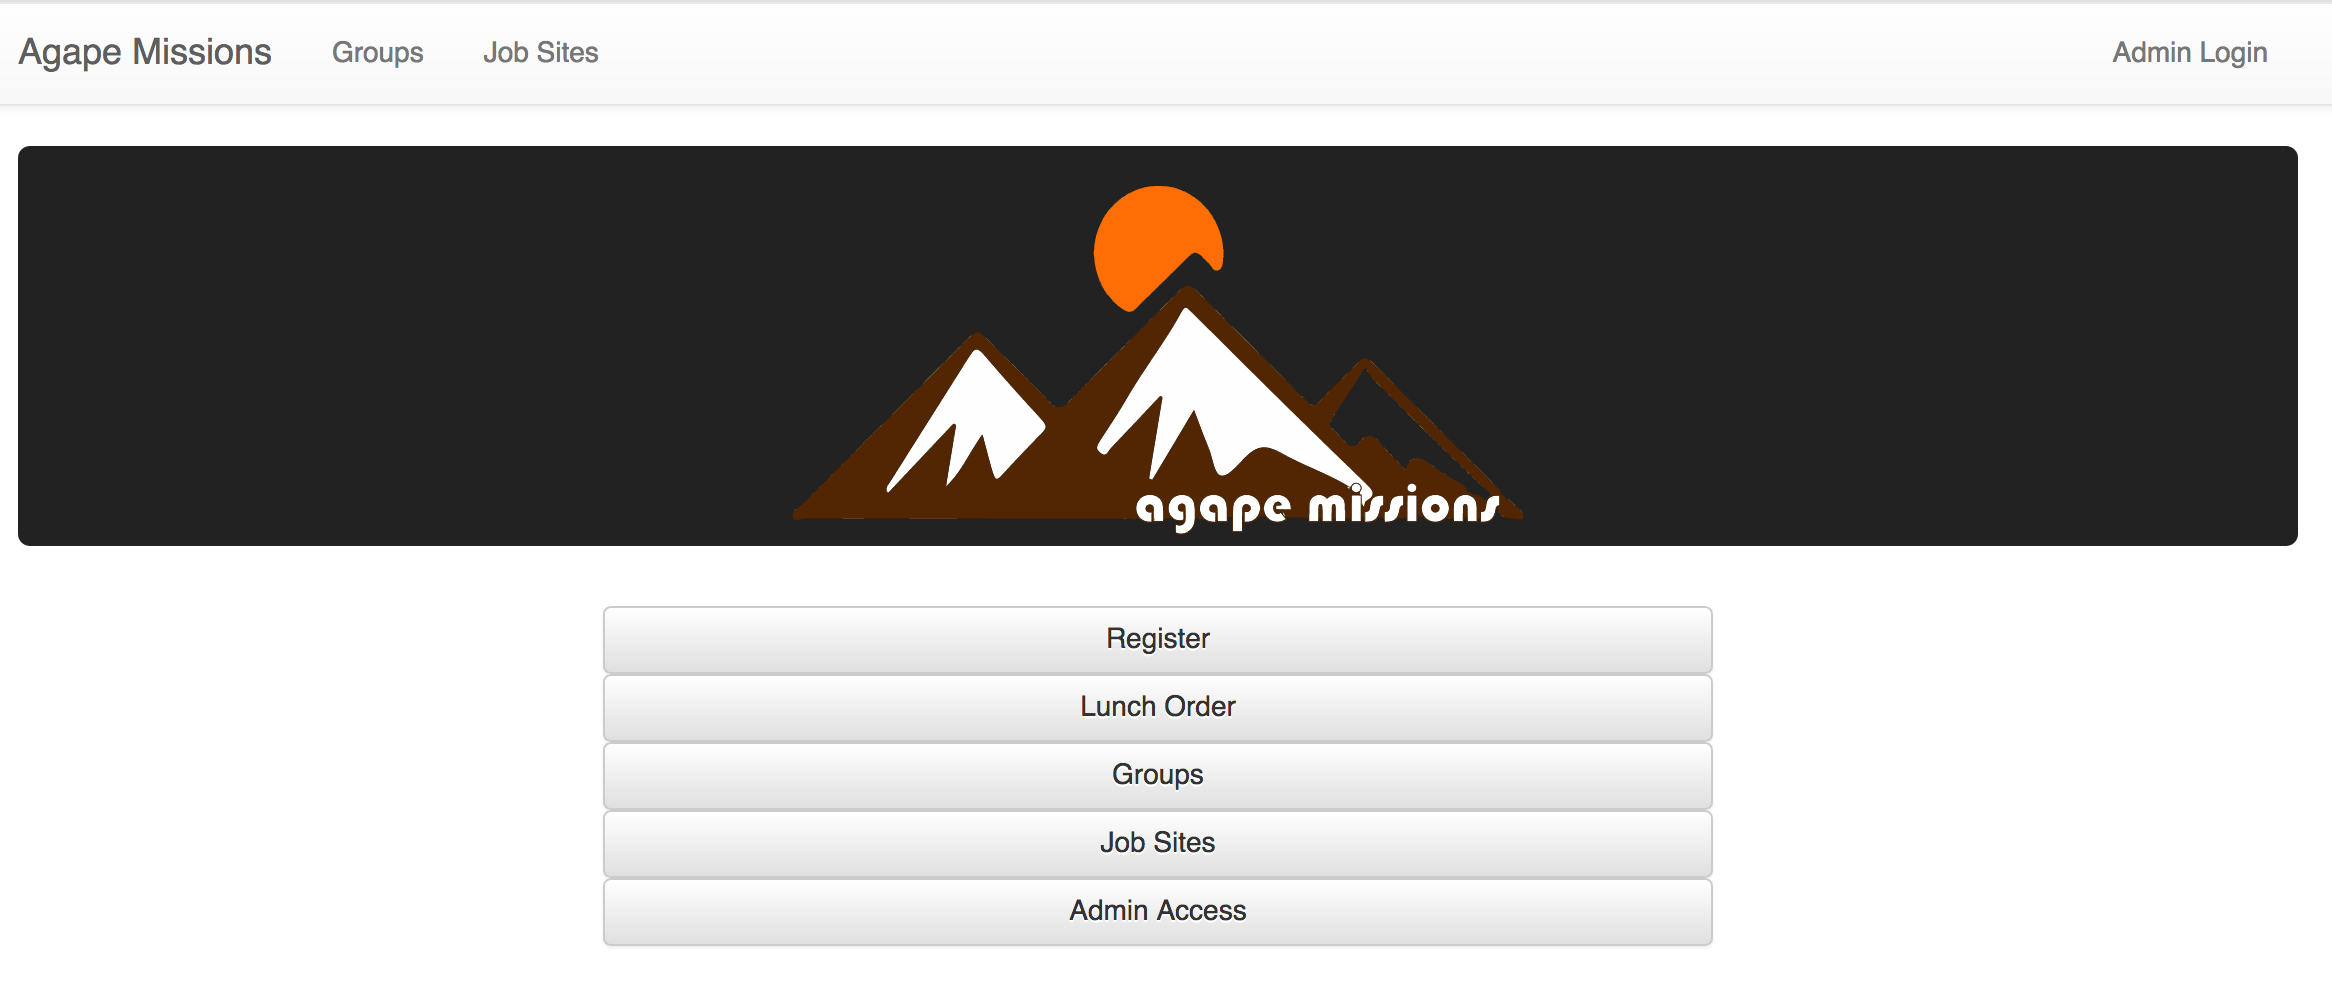 Agape Missions Groups Job Sites Admin Login
agape missions
Register
Lunch Order
Groups
Job Sites
Admin Access